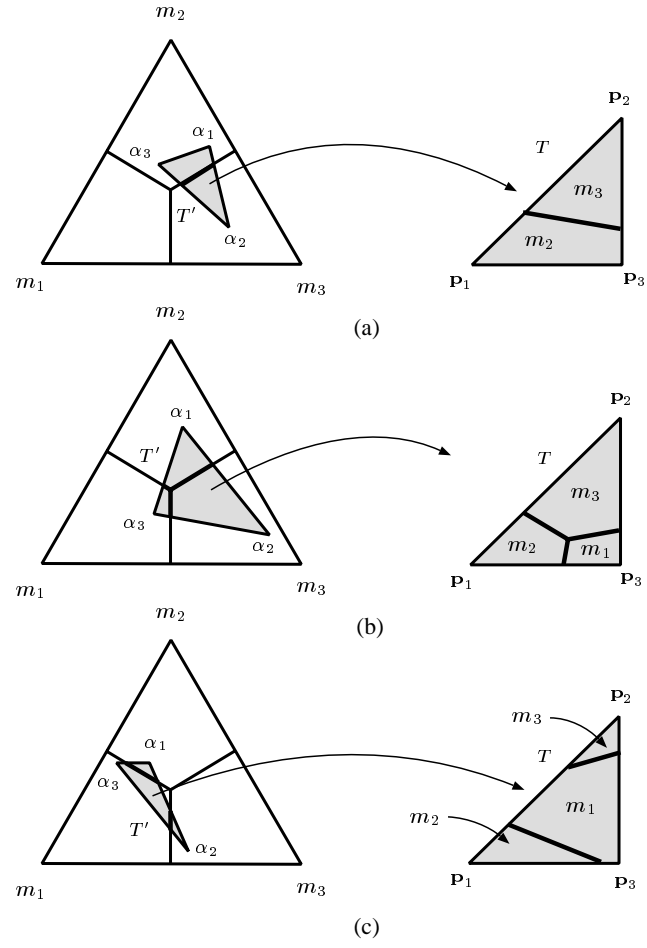 m₂
α₁
α₃
T′
α₂
m₁
m₃
p₂
T
m₃
m₂
p₁
p₃
(a)
m₂
α₁
T′
α₃
α₂
m₁
m₃
p₂
T
m₃
m₂
m₁
p₁
p₃
(b)
m₂
α₁
α₃
T′
α₂
m₁
m₃
p₂
m₃
T
m₁
m₂
p₁
p₃
(c)